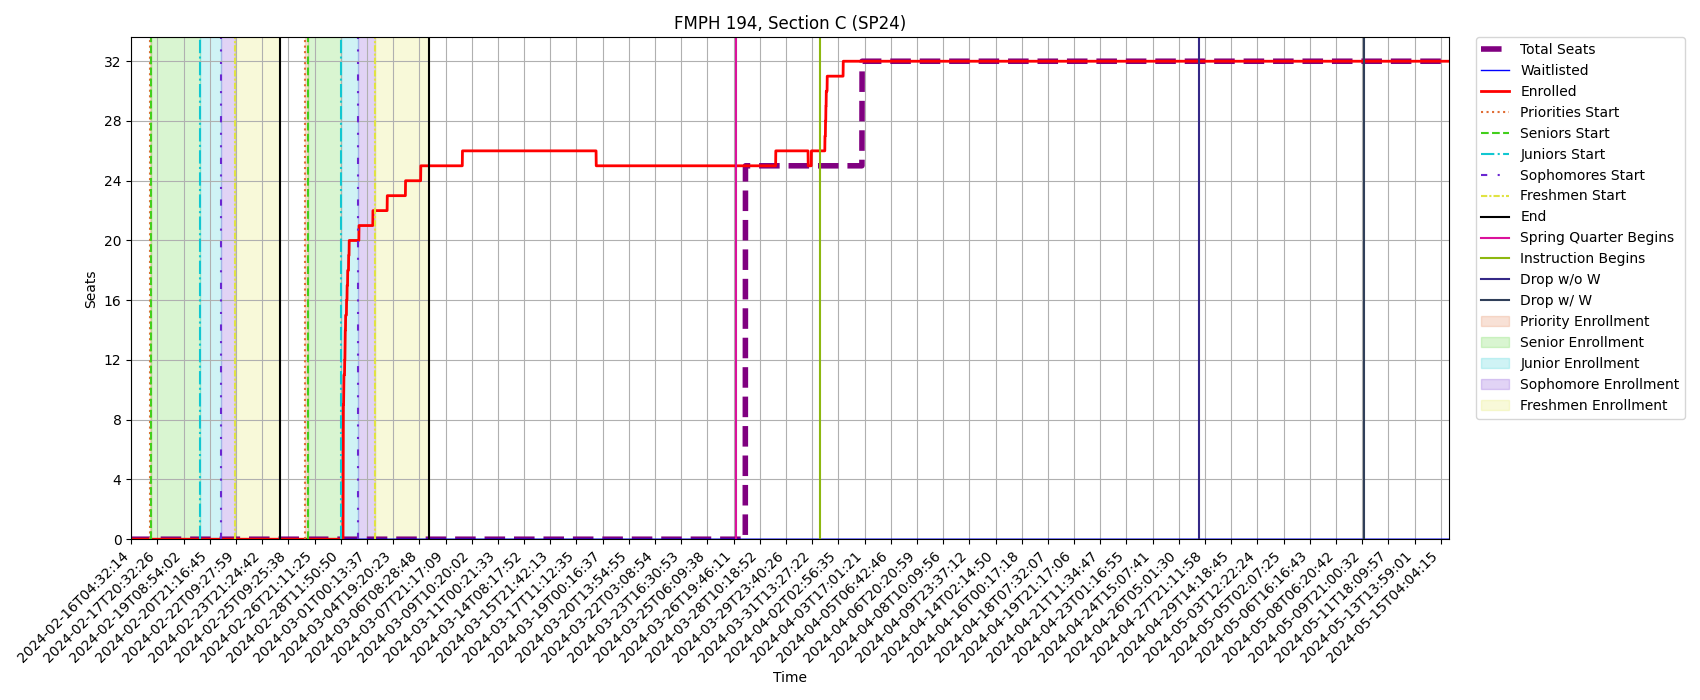 FMPH 194, Section C (SP24)
32
28
24
20
16
12
8
4
0
Seats
2024-02-16T04:32:14
2024-02-17T20:32:26
2024-02-19T08:54:02
2024-02-20T21:16:45
2024-02-22T09:27:59
2024-02-23T21:24:42
2024-02-25T09:25:38
2024-02-26T21:11:25
2024-02-28T11:50:50
2024-03-01T00:13:37
2024-03-04T19:20:23
2024-03-06T08:28:48
2024-03-07T21:17:09
2024-03-09T10:20:02
2024-03-11T00:21:33
2024-03-14T08:17:52
2024-03-15T21:42:13
2024-03-17T11:12:35
2024-03-19T00:16:37
2024-03-20T13:54:55
2024-03-22T03:08:54
2024-03-23T16:30:53
2024-03-25T06:09:38
2024-03-26T19:46:11
2024-03-28T10:18:52
2024-03-29T23:40:26
2024-03-31T13:27:22
2024-04-02T02:56:35
2024-04-03T17:01:21
2024-04-05T06:42:46
2024-04-06T20:20:59
2024-04-08T10:09:56
2024-04-09T23:37:12
2024-04-14T02:14:50
2024-04-16T00:17:18
2024-04-18T07:32:07
2024-04-19T21:17:06
2024-04-21T11:34:47
2024-04-23T01:16:55
2024-04-24T15:07:41
2024-04-26T05:01:30
2024-04-27T21:11:58
2024-04-29T14:18:45
2024-05-03T12:22:24
2024-05-05T02:07:25
2024-05-06T16:16:43
2024-05-08T06:20:42
2024-05-09T21:00:32
2024-05-11T18:09:57
2024-05-13T13:59:01
2024-05-15T04:04:15
Time
Total Seats
Waitlisted
Enrolled
Priorities Start
Seniors Start
Juniors Start
Sophomores Start
Freshmen Start
End
Spring Quarter Begins
Instruction Begins
Drop w/o W
Drop w/ W
Priority Enrollment
Senior Enrollment
Junior Enrollment
Sophomore Enrollment
Freshmen Enrollment